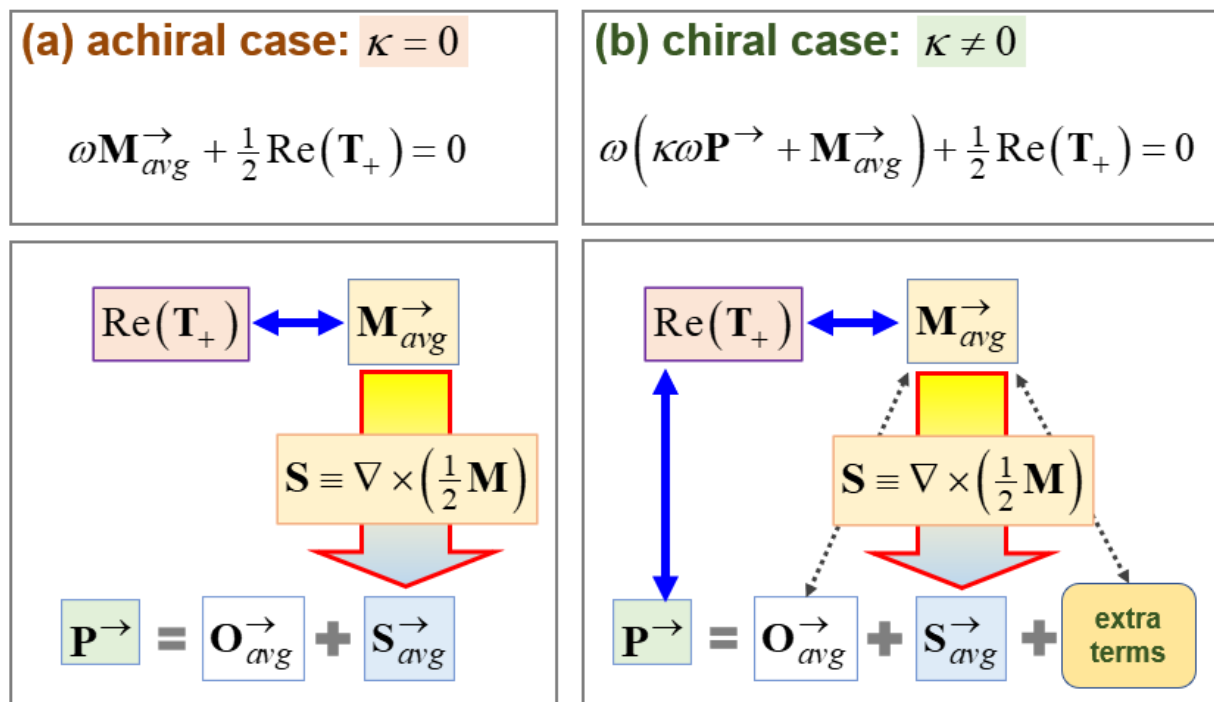 (a) achiral case: κ = 0
ωM→avg + ½ Re(T₊) = 0
Re(T₊) M→avg
S ≡ ∇ × (½ M)
P→ = O→avg + S→avg
(b) chiral case: κ ≠ 0
ω(κωP→ + M→avg) + ½ Re(T₊) = 0
Re(T₊) M→avg
S ≡ ∇ × (½ M)
P→ = O→avg + S→avg + extra
terms